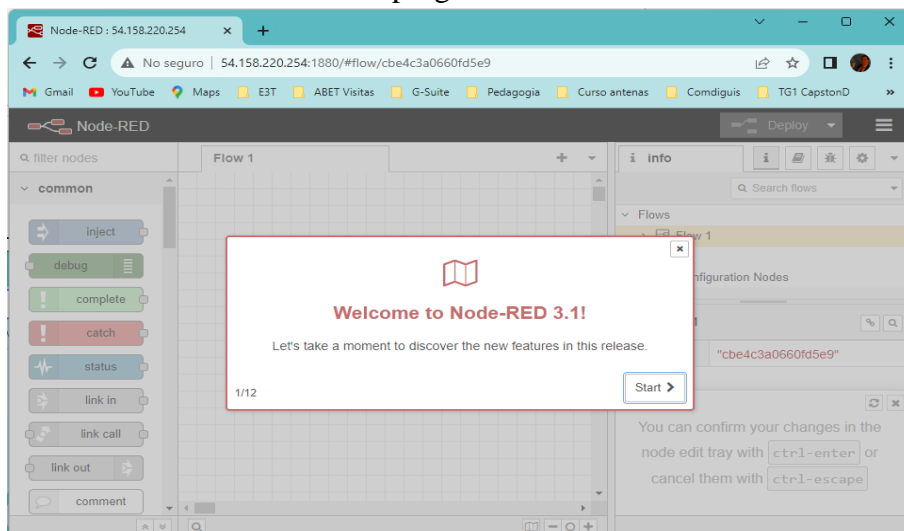 Node-RED : 54.158.220.254
No seguro | 54.158.220.254:1880/#flow/cbe4c3a0660fd5e9
Gmail YouTube Maps E3T ABET Visitas G-Suite Pedagogia Curso antenas Comdiguis TG1 CapstonD »
Node-RED Deploy
filter nodes Flow 1 i info i
common Search flows
Flows
inject Flow 1
debug
complete Welcome to Node-RED 3.1!
catch Let's take a moment to discover the new features in this release.
status "cbe4c3a0660fd5e9"
1/12 Start
link in
link call You can confirm your changes in the
link out node edit tray with ctrl-enter or
comment cancel them with ctrl-escape